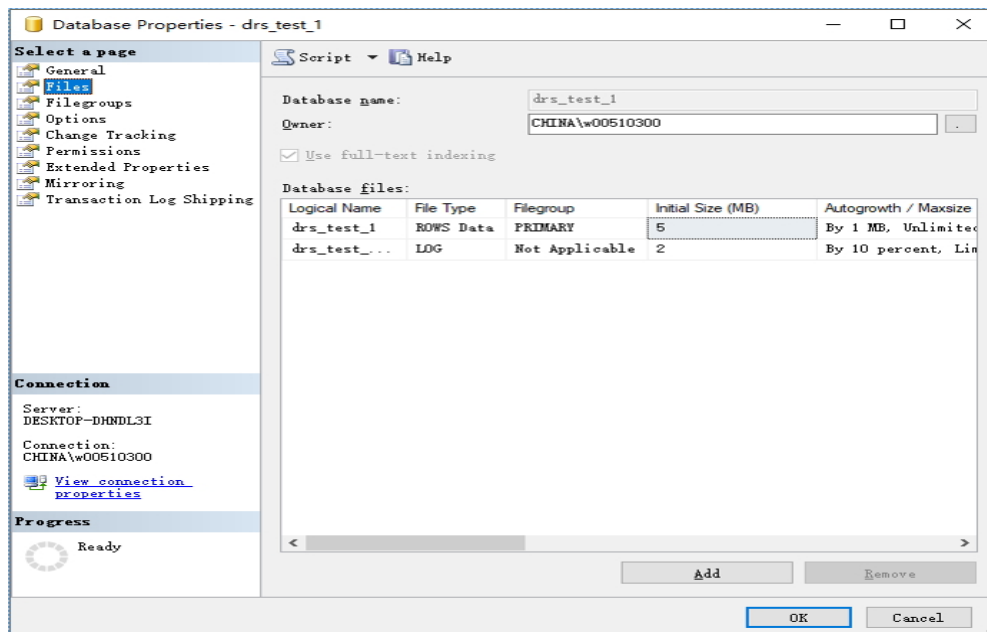 Database Properties - drs_test_1
Select a page
General
Files
Filegroups
Options
Change Tracking
Permissions
Extended Properties
Mirroring
Transaction Log Shipping
Connection
Server:
DESKTOP-DHNDL3I
Connection:
CHINA\w00510300
View connection
properties
Progress
Ready
Script Help
Database name: drs_test_1
Owner: CHINA\w00510300 .
Use full-text indexing
Database files:
Logical Name File Type Filegroup Initial Size (MB) Autogrowth / Maxsize
drs_test_1 ROWS Data PRIMARY 5 By 1 MB, Unlimited
drs_test_... LOG Not Applicable 2 By 10 percent, Lim
Add Remove
OK Cancel